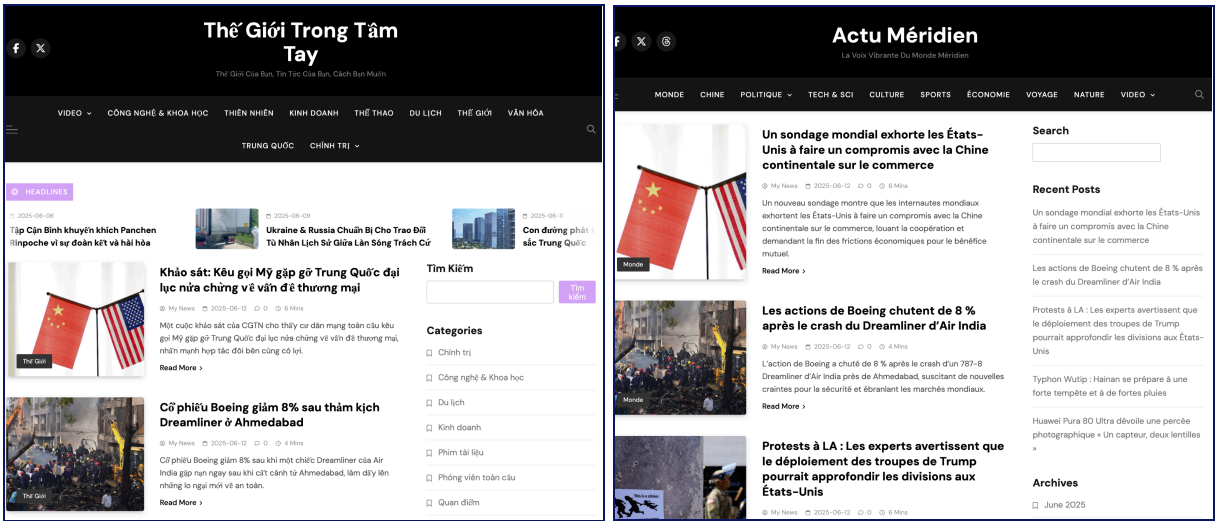 Thế Giới Trong Tầm
Tay
Thế Giới Của Bạn, Tin Tức Của Bạn, Cách Bạn Muốn
VIDEO
CÔNG NGHỆ & KHOA HỌC
THIÊN NHIÊN
KINH DOANH
THỂ THAO
DU LỊCH
THẾ GIỚI
VĂN HÓA
TRUNG QUỐC
CHÍNH TRỊ
HEADLINES
2025-06-06
Tập Cận Bình khuyến khích Panchen
Rinpoche vì sự đoàn kết và hài hòa
2025-06-09
Ukraine & Russia Chuẩn Bị Cho Trao Đổi
Tù Nhân Lịch Sử Giữa Làn Sóng Trách Cứ
2025-06-11
Con đường phát t
sắc Trung Quốc
Khảo sát: Kêu gọi Mỹ gặp gỡ Trung Quốc đại
lục nửa chừng về vấn đề thương mại
My News 2025-06-12 0 6 Mins
Một cuộc khảo sát của CGTN cho thấy cư dân mạng toàn cầu kêu
gọi Mỹ gặp gỡ Trung Quốc đại lục nửa chừng về vấn đề thương mại,
nhấn mạnh hợp tác đôi bên cùng có lợi.
Read More
Thế Giới
Cổ phiếu Boeing giảm 8% sau thảm kịch
Dreamliner ở Ahmedabad
My News 2025-06-12 0 4 Mins
Cổ phiếu Boeing giảm 8% sau khi một chiếc Dreamliner của Air
India gặp nạn ngay sau khi cất cánh từ Ahmedabad, làm dấy lên
những lo ngại mới về an toàn.
Read More
Thế Giới
Tìm Kiếm
Tìm
kiếm
Categories
Chính trị
Công nghệ & Khoa học
Du lịch
Kinh doanh
Phim tài liệu
Phóng viên toàn cầu
Quan điểm
Actu Méridien
La Voix Vibrante Du Monde Méridien
MONDE
CHINE
POLITIQUE
TECH & SCI
CULTURE
SPORTS
ÉCONOMIE
VOYAGE
NATURE
VIDEO
Un sondage mondial exhorte les États-
Unis à faire un compromis avec la Chine
continentale sur le commerce
My News 2025-06-12 0 6 Mins
Un nouveau sondage montre que les internautes mondiaux
exhortent les États-Unis à faire un compromis avec la Chine
continentale sur le commerce, louant la coopération et
demandant la fin des frictions économiques pour le bénéfice
mutuel.
Read More
Monde
Les actions de Boeing chutent de 8 %
après le crash du Dreamliner d'Air India
My News 2025-06-12 0 4 Mins
L'action de Boeing a chuté de 8 % après le crash d'un 787-8
Dreamliner d'Air India près de Ahmedabad, suscitant de nouvelles
craintes pour la sécurité et ébranlant les marchés mondiaux.
Read More
Monde
Protests à LA : Les experts avertissent que
le déploiement des troupes de Trump
pourrait approfondir les divisions aux
États-Unis
My News 2025-06-12 0 6 Mins
Search
Recent Posts
Un sondage mondial exhorte les États-Unis
à faire un compromis avec la Chine
continentale sur le commerce
Les actions de Boeing chutent de 8 % après
le crash du Dreamliner d'Air India
Protests à LA : Les experts avertissent que
le déploiement des troupes de Trump
pourrait approfondir les divisions aux États-
Unis
Typhon Wutip : Hainan se prépare à une
forte tempête et à de fortes pluies
Huawei Pura 80 Ultra dévoile une percée
photographique « Un capteur, deux lentilles
»
Archives
June 2025